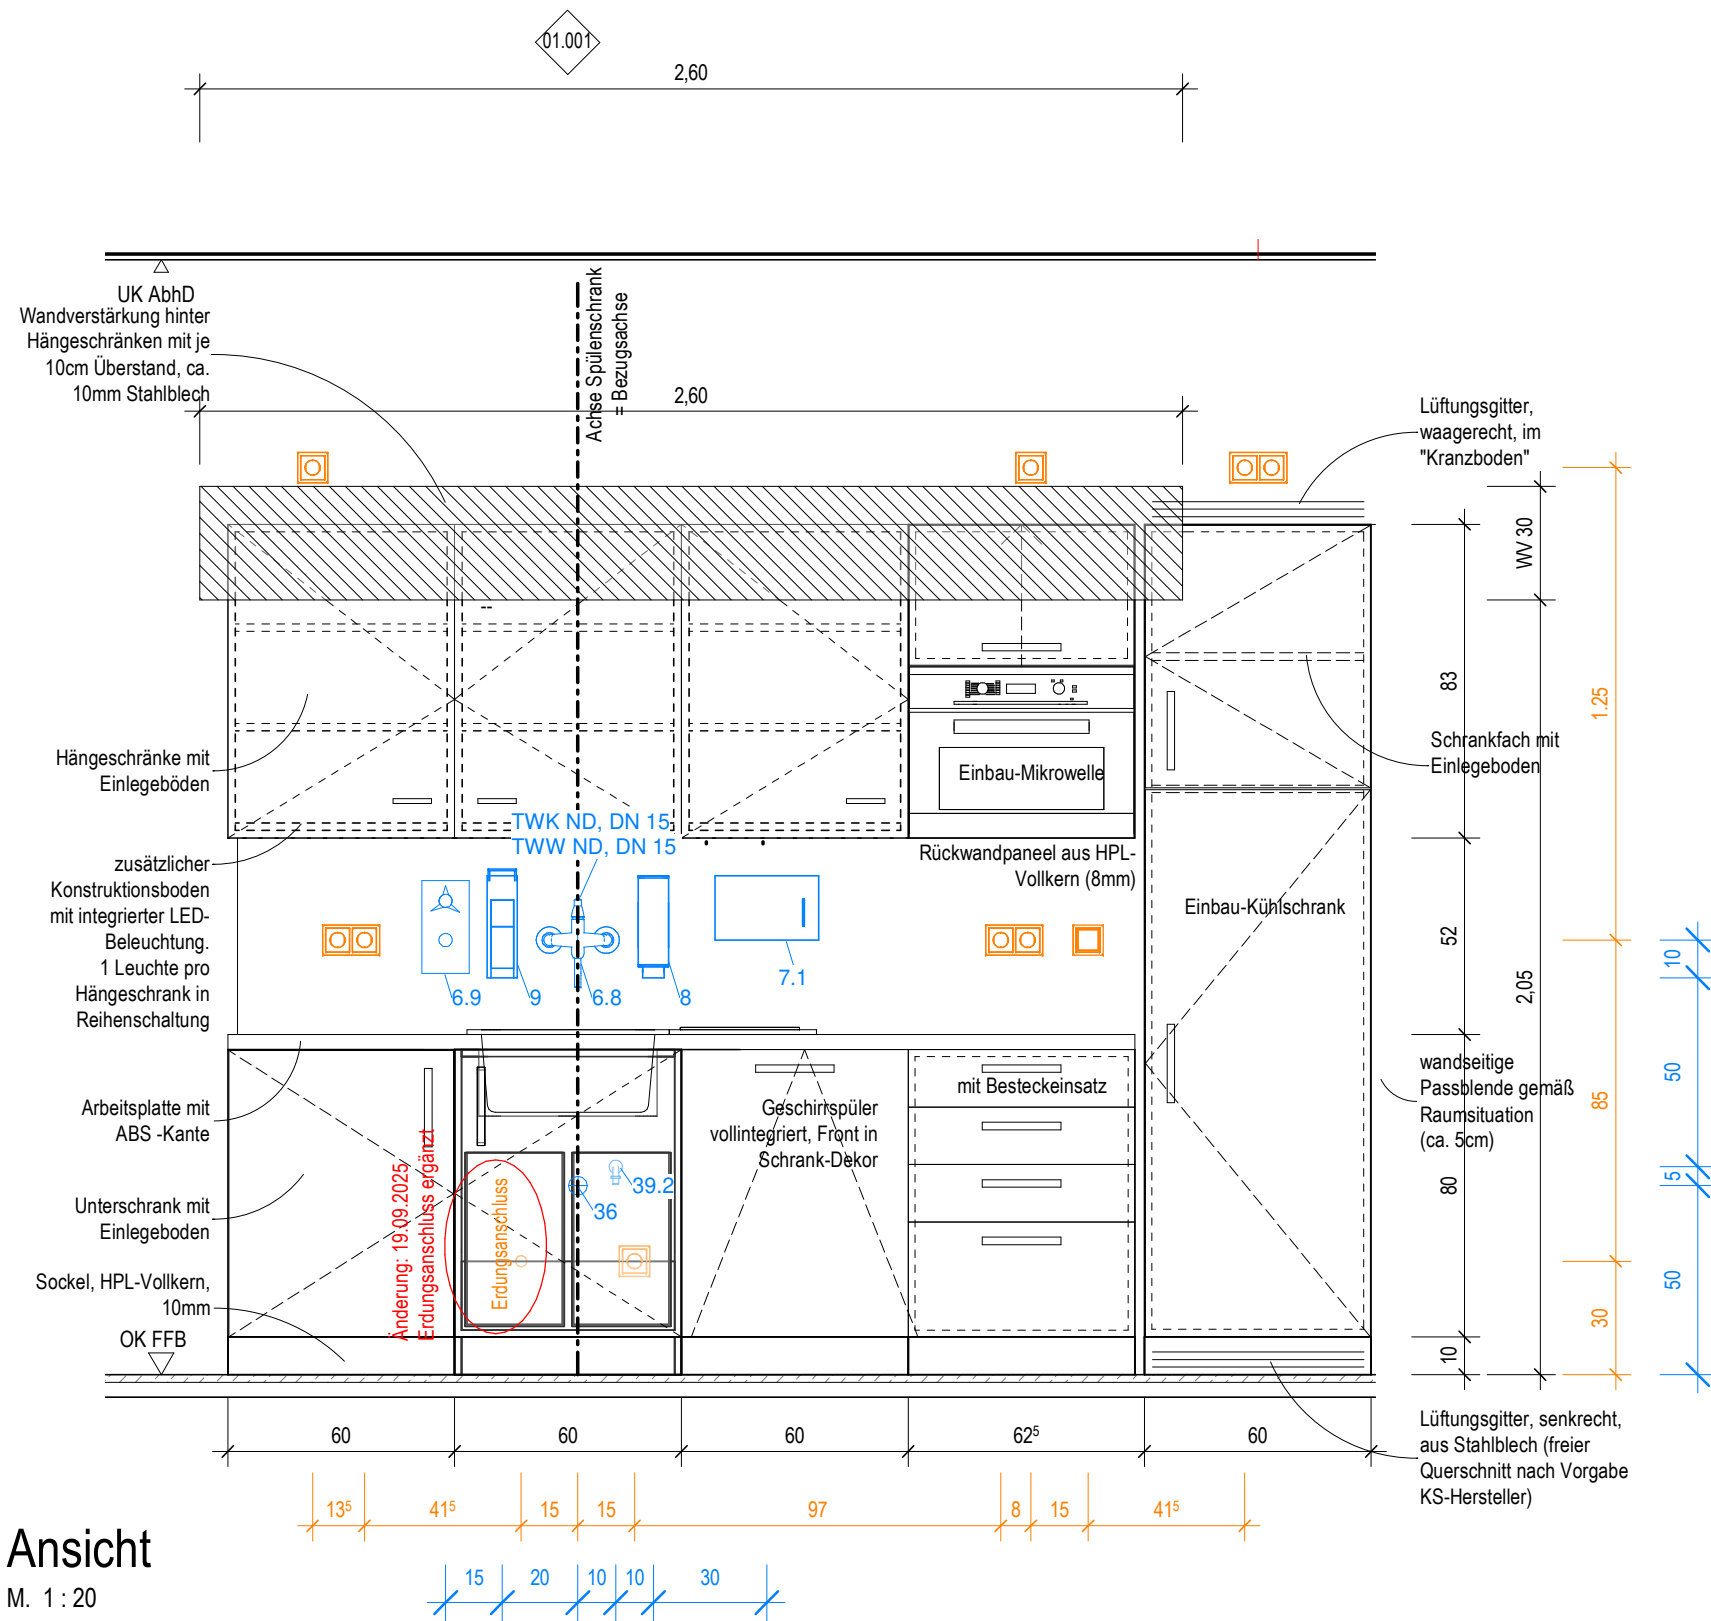 01.001
2,60
UK AbhD
Wandverstärkung hinter
Hängeschränken mit je
10cm Überstand, ca.
10mm Stahlblech
Achse Spülenschrank
= Bezugsachse
2,60
Lüftungsgitter,
waagerecht, im
"Kranzboden"
WV 30
83
1.25
Schrankfach mit
Einlegeboden
Hängeschränke mit
Einlegeböden
Einbau-Mikrowelle
TWK ND, DN 15
TWW ND, DN 15
Rückwandpaneel aus HPL-
Vollkern (8mm)
zusätzlicher
Konstruktionsboden
mit integrierter LED-
Beleuchtung.
1 Leuchte pro
Hängeschrank in
Reihenschaltung
Einbau-Kühlschrank
52
10
2,05
6.9
9
6.8
8
7.1
wandseitige
Passblende gemäß
Raumsituation
(ca. 5cm)
50
85
5
80
mit Besteckeinsatz
Geschirrspüler
vollintegriert, Front in
Schrank-Dekor
Arbeitsplatte mit
ABS -Kante
Änderung: 19.09.2025
Erdungsanschluss ergänzt
Erdungsanschluss
39.2
36
Unterschrank mit
Einlegeboden
Sockel, HPL-Vollkern,
10mm
OK FFB
50
30
10
Lüftungsgitter, senkrecht,
aus Stahlblech (freier
Querschnitt nach Vorgabe
KS-Hersteller)
60 60 60 62⁵ 60
13⁵ 41⁵ 15 15 97 8 15 41⁵
15 20 10 10 30
Ansicht
M. 1 : 20